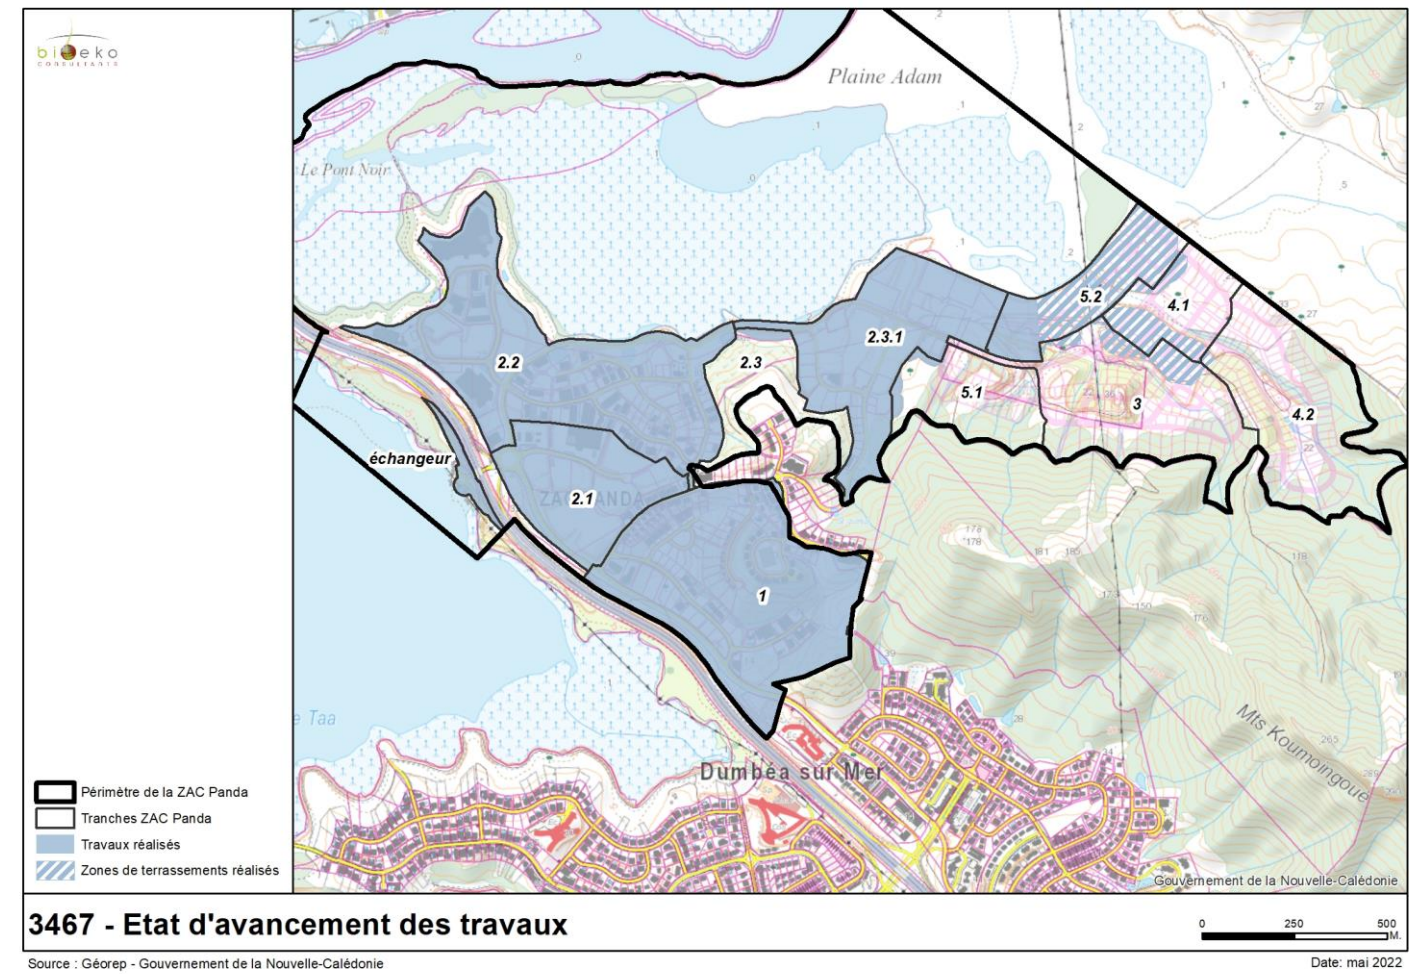 biOeko
CONSULTANTS
Plaine Adam
Le Pont Noir
5.2
4.1
2.3.1
2.2
2.3
5.1
3
4.2
échangeur
2.1
ZAC PANDA
1
e Taa
Mts Koumoingoue
Dumbéa sur Mer
Périmètre de la ZAC Panda
Tranches ZAC Panda
Travaux réalisés
Zones de terrassements réalisés
Gouvernement de la Nouvelle-Calédonie
3467 - Etat d'avancement des travaux
0 250 500
M.
Source : Géorep - Gouvernement de la Nouvelle-Calédonie
Date: mai 2022